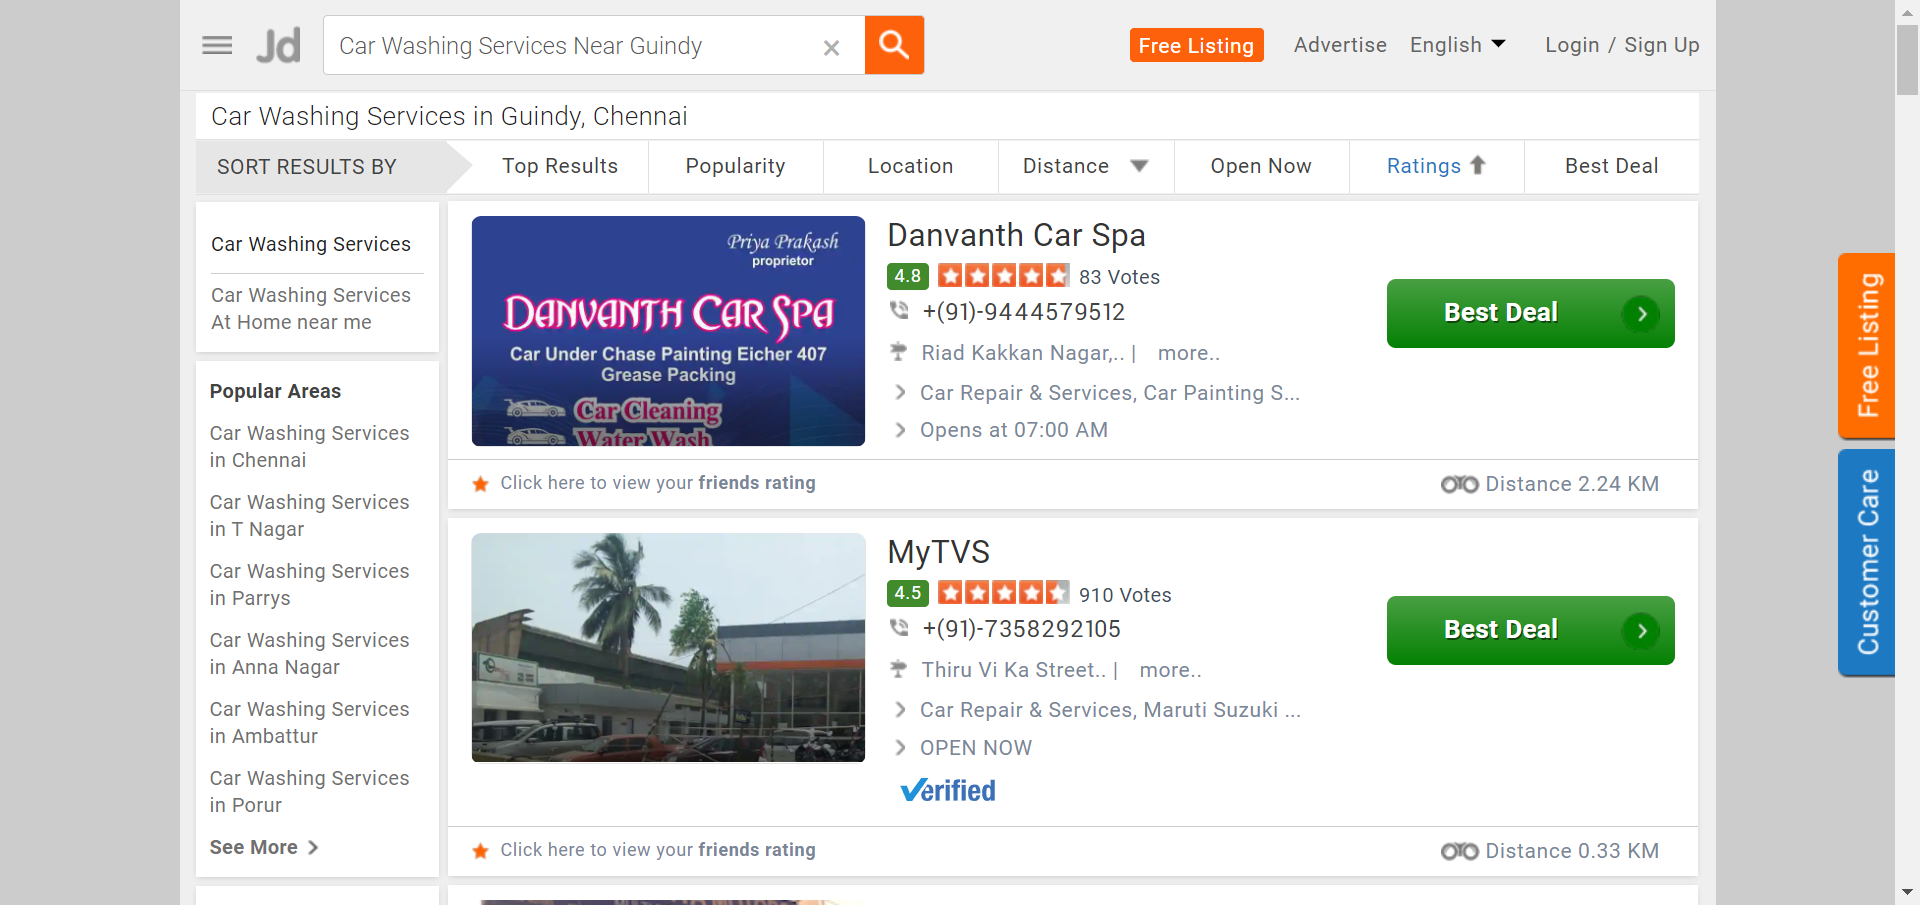 Jd
Car Washing Services Near Guindy
Free Listing
Advertise
English
Login / Sign Up
Car Washing Services in Guindy, Chennai
SORT RESULTS BY
Top Results
Popularity
Location
Distance
Open Now
Ratings
Best Deal
Car Washing Services
Car Washing Services
At Home near me
Popular Areas
Car Washing Services
in Chennai
Car Washing Services
in T Nagar
Car Washing Services
in Parrys
Car Washing Services
in Anna Nagar
Car Washing Services
in Ambattur
Car Washing Services
in Porur
See More
Priya Prakash
proprietor
DANVANTH CAR SPA
Car Under Chase Painting Eicher 407
Grease Packing
Car Cleaning
Water Wash
Danvanth Car Spa
4.8
83 Votes
+(91)-9444579512
Riad Kakkan Nagar,.. | more..
Car Repair & Services, Car Painting S...
Opens at 07:00 AM
Best Deal
Click here to view your friends rating
Distance 2.24 KM
MyTVS
4.5
910 Votes
+(91)-7358292105
Thiru Vi Ka Street.. | more..
Car Repair & Services, Maruti Suzuki ...
OPEN NOW
Verified
Best Deal
Click here to view your friends rating
Distance 0.33 KM
Free Listing
Customer Care